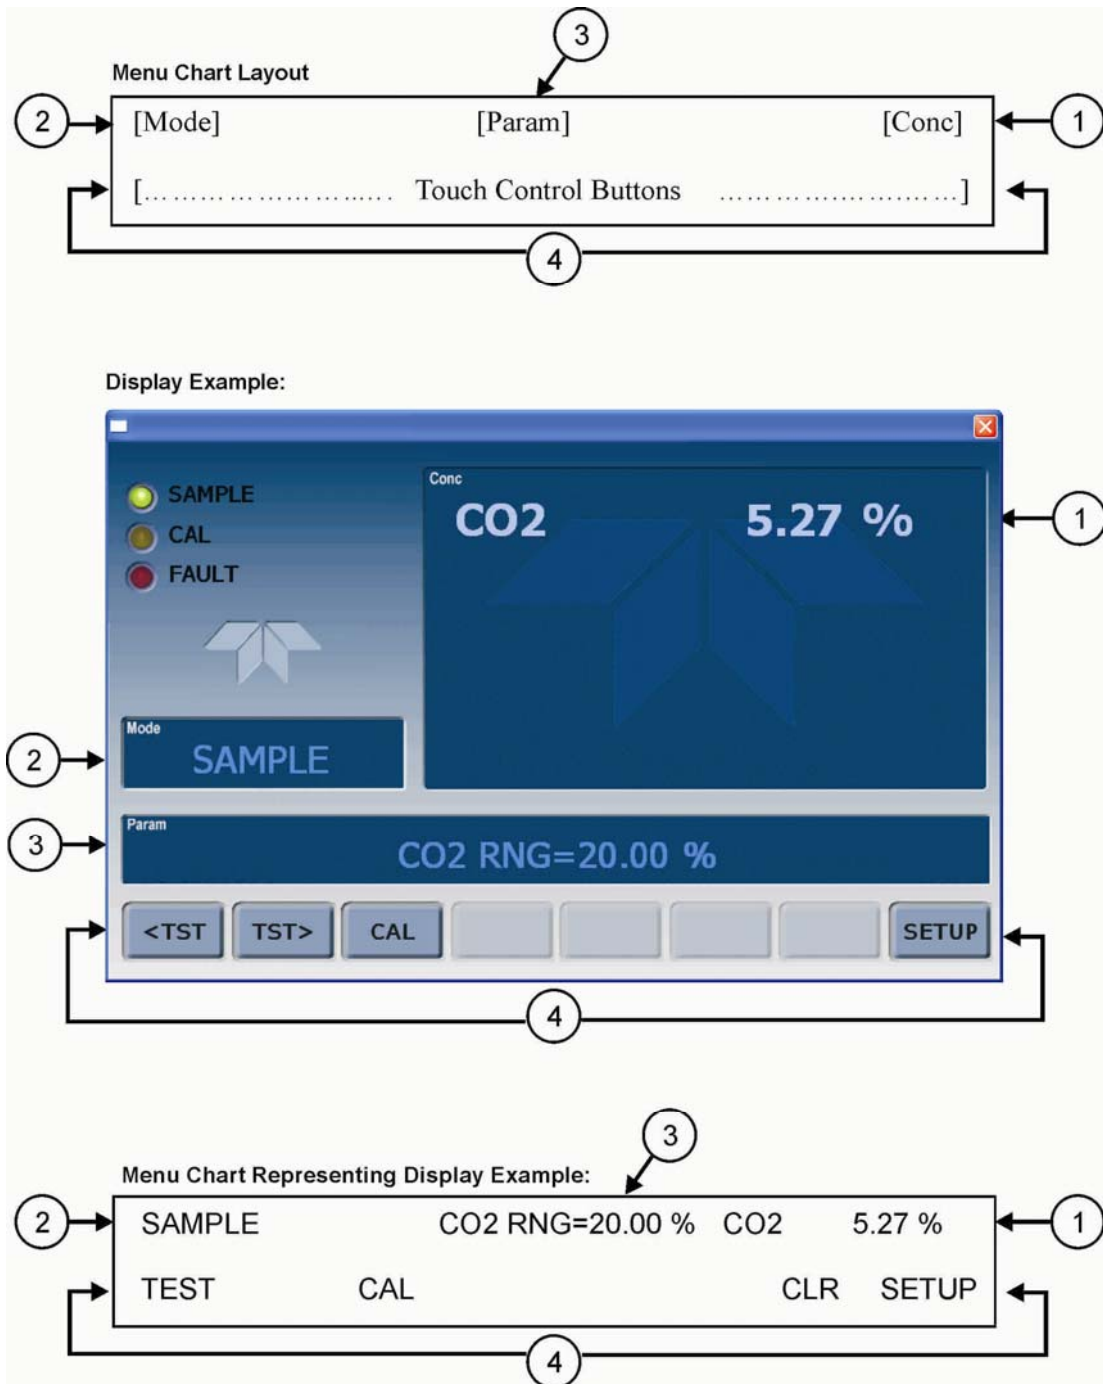 3
Menu Chart Layout
2 [Mode] [Param] [Conc] 1
[........................ Touch Control Buttons ........................]
4
Display Example:
SAMPLE
CAL
FAULT
Conc
CO2 5.27 %
1
Mode
2 SAMPLE
Param
3 CO2 RNG=20.00 %
<TST TST> CAL SETUP
4
3
Menu Chart Representing Display Example:
2 SAMPLE CO2 RNG=20.00 % CO2 5.27 % 1
TEST CAL CLR SETUP
4